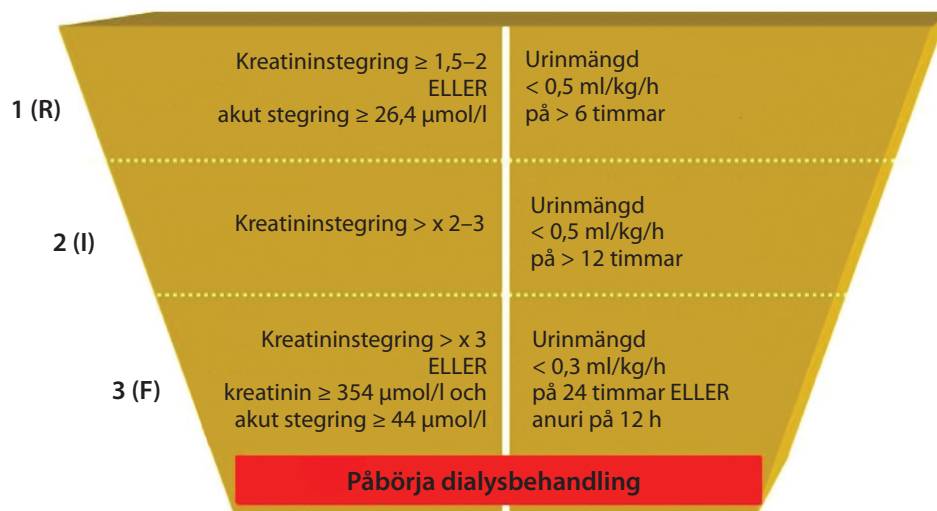 1 (R)
Kreatininstegring ≥ 1,5–2
ELLER
akut stegring ≥ 26,4 μmol/l
Urinmängd
< 0,5 ml/kg/h
på > 6 timmar
2 (I)
Kreatininstegring > x 2–3
Urinmängd
< 0,5 ml/kg/h
på > 12 timmar
3 (F)
Kreatininstegring > x 3
ELLER
kreatinin ≥ 354 μmol/l och
akut stegring ≥ 44 μmol/l
Urinmängd
< 0,3 ml/kg/h
på 24 timmar ELLER
anuri på 12 h
Påbörja dialysbehandling